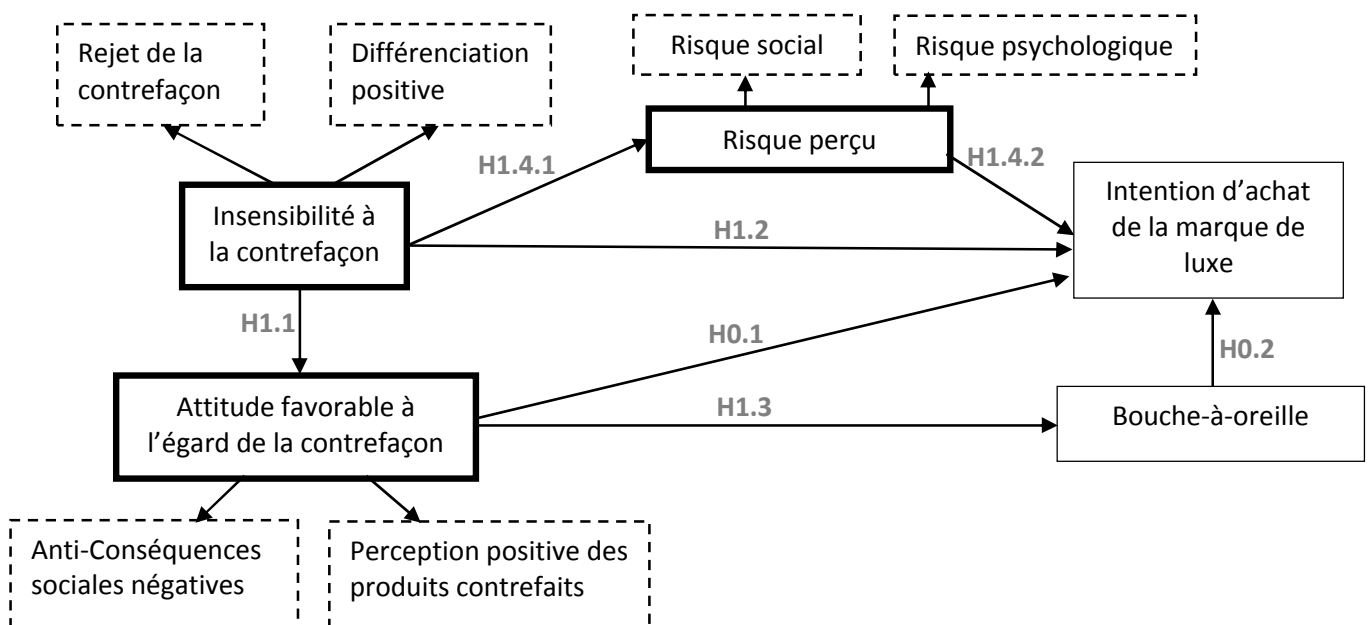 Rejet de la
contrefaçon
Différenciation
positive
Risque social
Risque psychologique
Risque perçu
H1.4.1
H1.4.2
Insensibilité à
la contrefaçon
H1.2
Intention d’achat
de la marque de
luxe
H1.1
H0.1
H0.2
Attitude favorable à
l’égard de la contrefaçon
H1.3
Bouche-à-oreille
Anti-Conséquences
sociales négatives
Perception positive des
produits contrefaits